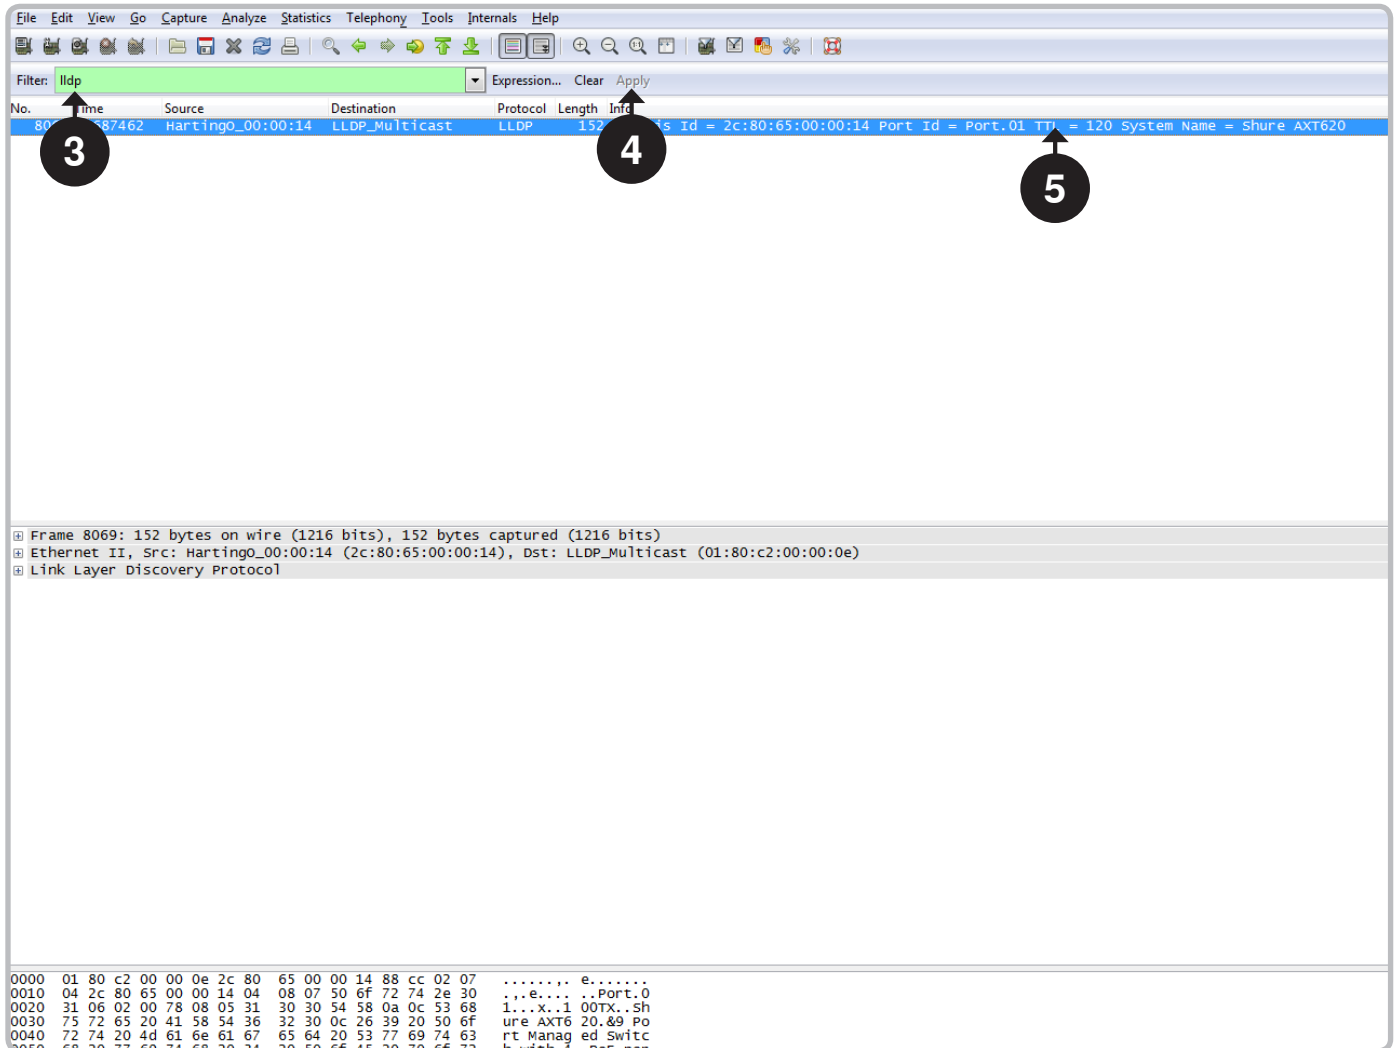 File Edit View Go Capture Analyze Statistics Telephony Tools Internals Help
Filter: lldp Expression... Clear Apply
No. Time Source Destination Protocol Length Info
80 687462 HartingO_00:00:14 LLDP_Multicast LLDP 152 is Id = 2c:80:65:00:00:14 Port Id = Port.01 TTL = 120 System Name = Shure AXT620
3
4
5
Frame 8069: 152 bytes on wire (1216 bits), 152 bytes captured (1216 bits)
Ethernet II, Src: HartingO_00:00:14 (2c:80:65:00:00:14), Dst: LLDP_Multicast (01:80:c2:00:00:0e)
Link Layer Discovery Protocol
0000 01 80 c2 00 00 0e 2c 80 65 00 00 14 88 cc 02 07 ......,. e.......
0010 04 2c 80 65 00 00 14 04 08 07 50 6f 72 74 2e 30 .,.e.... ..Port.0
0020 31 06 02 00 78 08 05 31 30 30 54 58 0a 0c 53 68 1...x..1 00TX..Sh
0030 75 72 65 20 41 58 54 36 32 30 0c 26 39 20 50 6f ure AXT6 20.&9 Po
0040 72 74 20 4d 61 6e 61 67 65 64 20 53 77 69 74 63 rt Manag ed Switc